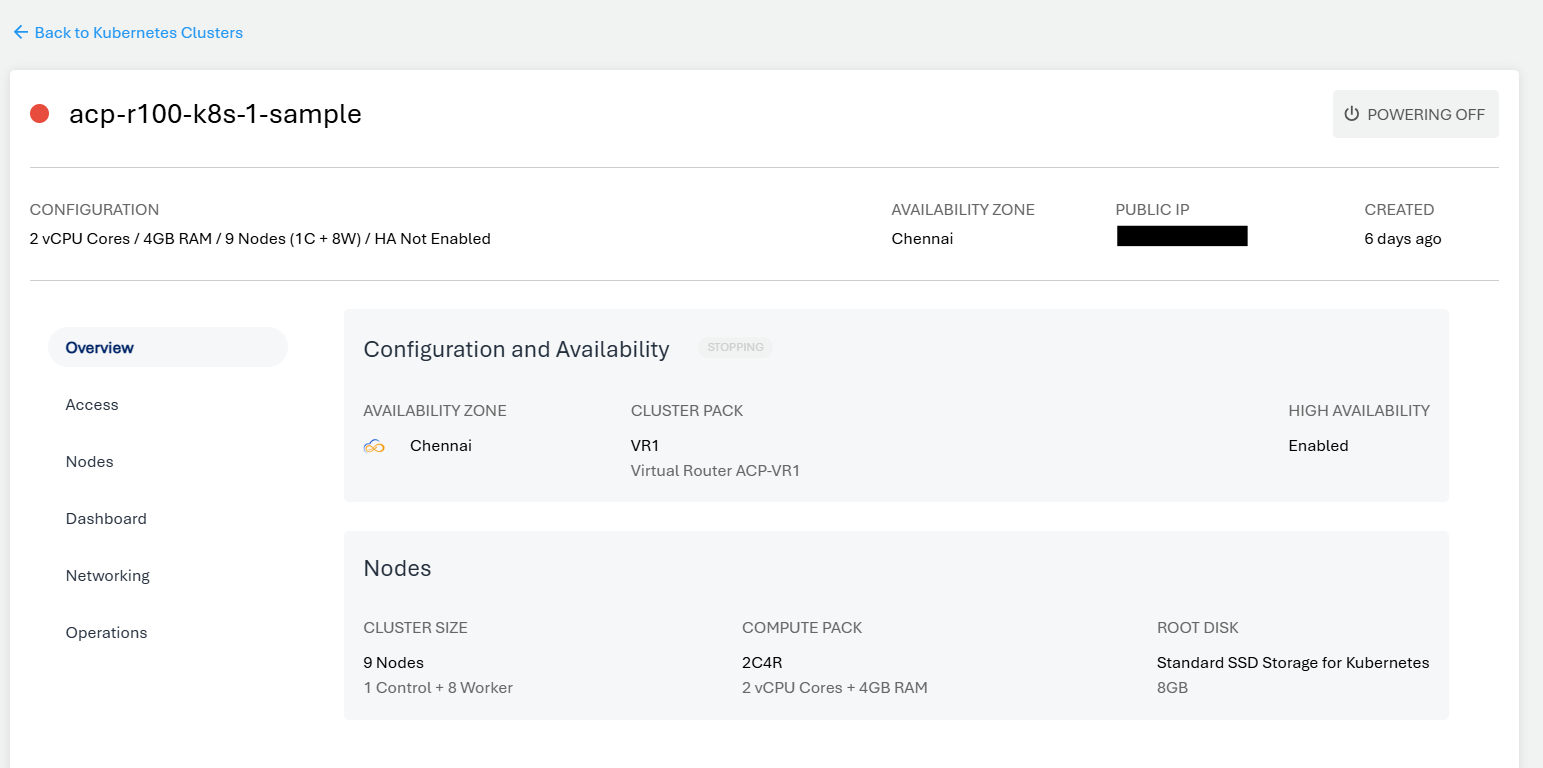 Back to Kubernetes Clusters
acp-r100-k8s-1-sample
POWERING OFF
CONFIGURATION
2 vCPU Cores / 4GB RAM / 9 Nodes (1C + 8W) / HA Not Enabled
AVAILABILITY ZONE
Chennai
PUBLIC IP
CREATED
6 days ago
Overview
Access
Nodes
Dashboard
Networking
Operations
Configuration and Availability
STOPPING
AVAILABILITY ZONE
Chennai
CLUSTER PACK
VR1
Virtual Router ACP-VR1
HIGH AVAILABILITY
Enabled
Nodes
CLUSTER SIZE
9 Nodes
1 Control + 8 Worker
COMPUTE PACK
2C4R
2 vCPU Cores + 4GB RAM
ROOT DISK
Standard SSD Storage for Kubernetes
8GB